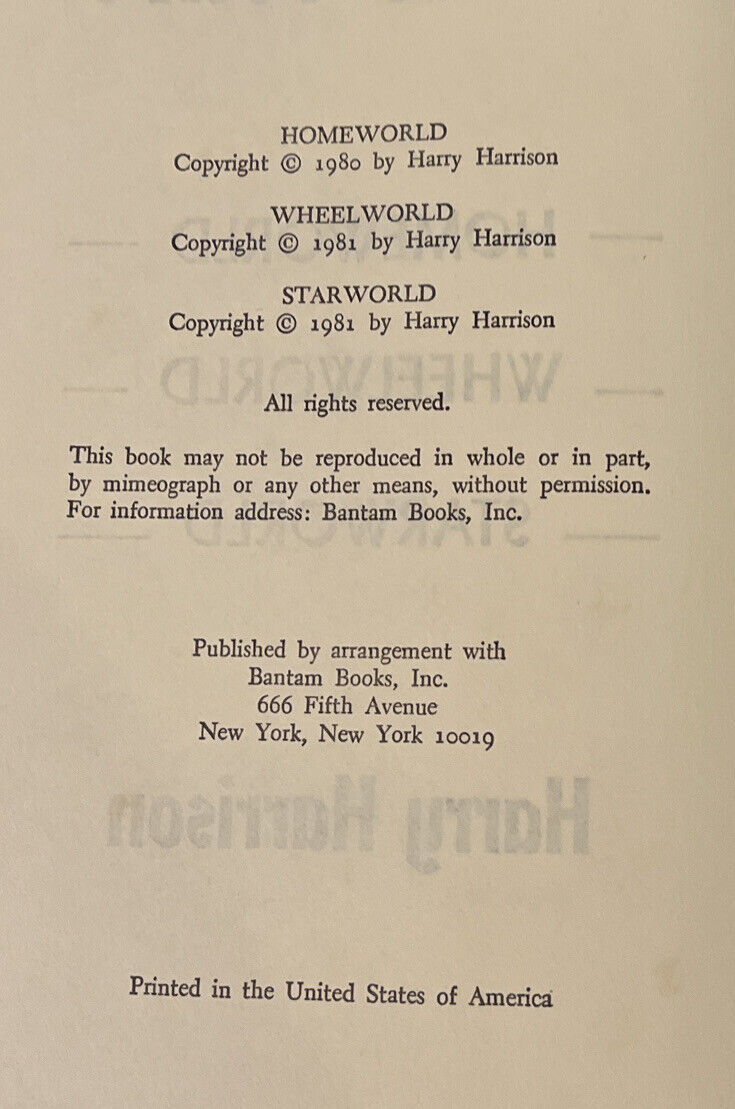 HOMEWORLD
Copyright © 1980 by Harry Harrison
WHEELWORLD
Copyright © 1981 by Harry Harrison
STARWORLD
Copyright © 1981 by Harry Harrison
All rights reserved.
This book may not be reproduced in whole or in part,
by mimeograph or any other means, without permission.
For information address: Bantam Books, Inc.
Published by arrangement with
Bantam Books, Inc.
666 Fifth Avenue
New York, New York 10019
Printed in the United States of America